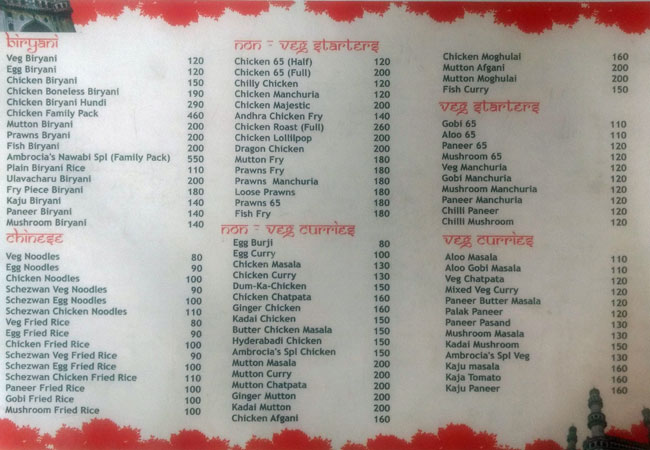 Biryani
Veg Biryani 120
Egg Biryani 120
Chicken Biryani 150
Chicken Boneless Biryani 190
Chicken Biryani Hundi 290
Chicken Family Pack 460
Mutton Biryani 200
Prawns Biryani 200
Fish Biryani 200
Ambrocia's Nawabi Spl (Family Pack) 550
Plain Biryani Rice 110
Ulavacharu Biryani 200
Fry Piece Biryani 180
Kaju Biryani 140
Paneer Biryani 140
Mushroom Biryani 140
Chinese
Veg Noodles 80
Egg Noodles 90
Chicken Noodles 100
Schezwan Veg Noodles 90
Schezwan Egg Noodles 100
Schezwan Chicken Noodles 110
Veg Fried Rice 80
Egg Fried Rice 90
Chicken Fried Rice 100
Schezwan Veg Fried Rice 90
Schezwan Egg Fried Rice 100
Schezwan Chicken Fried Rice 110
Paneer Fried Rice 100
Gobi Fried Rice 100
Mushroom Fried Rice 100
Non - Veg Starters
Chicken 65 (Half) 120
Chicken 65 (Full) 200
Chilly Chicken 120
Chicken Manchuria 120
Chicken Majestic 200
Andhra Chicken Fry 140
Chicken Roast (Full) 260
Chicken Lollilpop 200
Dragon Chicken 200
Mutton Fry 180
Prawns Fry 180
Prawns Manchuria 180
Loose Prawns 180
Prawns 65 180
Fish Fry 180
Non - Veg Curries
Egg Burji 80
Egg Curry 100
Chicken Masala 130
Chicken Curry 130
Dum-Ka-Chicken 150
Chicken Chatpata 160
Ginger Chicken 160
Kadai Chicken 150
Butter Chicken Masala 150
Hyderabadi Chicken 150
Ambrocia's Spl Chicken 150
Mutton Masala 200
Mutton Curry 200
Mutton Chatpata 200
Ginger Mutton 200
Kadai Mutton 200
Chicken Afgani 160
Chicken Moghulai 160
Mutton Afgani 200
Mutton Moghulai 200
Fish Curry 150
Veg Starters
Gobi 65 110
Aloo 65 110
Paneer 65 120
Mushroom 65 120
Veg Manchuria 120
Gobi Manchuria 120
Mushroom Manchuria 120
Paneer Manchuria 120
Chilli Paneer 120
Chilli Mushroom 120
Veg Curries
Aloo Masala 110
Aloo Gobi Masala 110
Veg Chatpata 120
Mixed Veg Curry 120
Paneer Butter Masala 120
Palak Paneer 120
Paneer Pasand 130
Mushroom Masala 130
Kadai Mushroom 150
Ambrocia's Spl Veg 130
Kaju masala 160
Kaja Tomato 160
Kaju Paneer 160